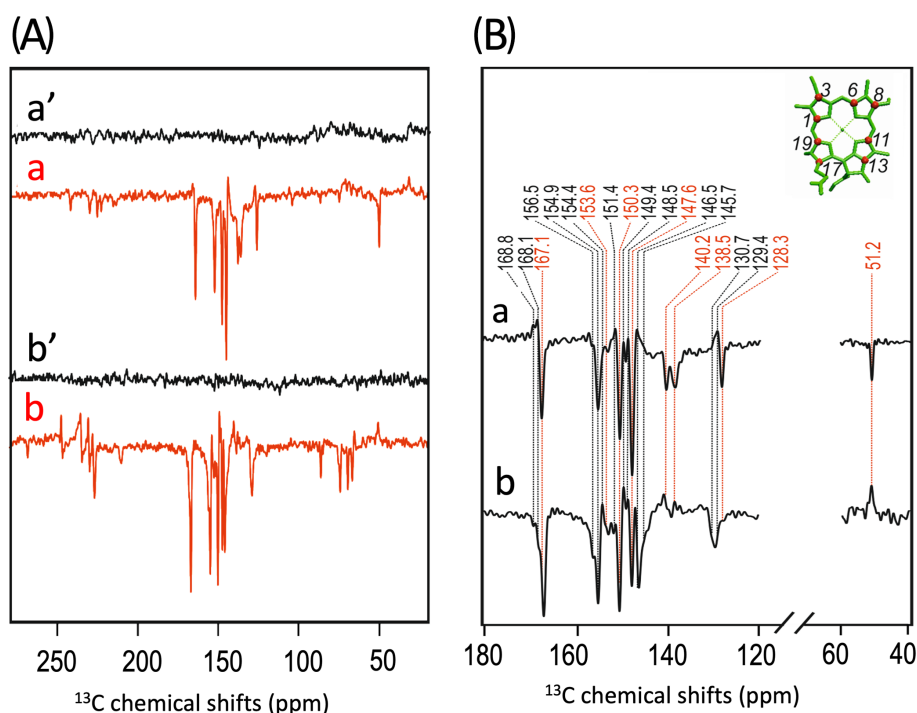 (A)
a’
a
b’
b
250 200 150 100 50
¹³C chemical shifts (ppm)
(B)
3 6 8
1
11
19
17 13
168.8
168.1
167.1
156.5
154.9
154.4
153.6
151.4
150.3
149.4
148.5
147.6
146.5
145.7
140.2
138.5
130.7
129.4
128.3
51.2
a
b
180 160 140 120 60 40
¹³C chemical shifts (ppm)